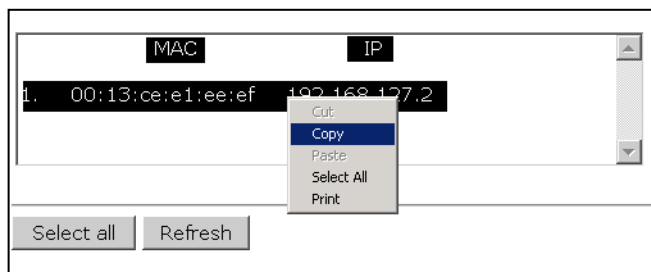 MAC IP
1. 00:13:ce:e1:ee:ef 192.168.127.2
Cut
Copy
Paste
Select All
Print
Select all Refresh